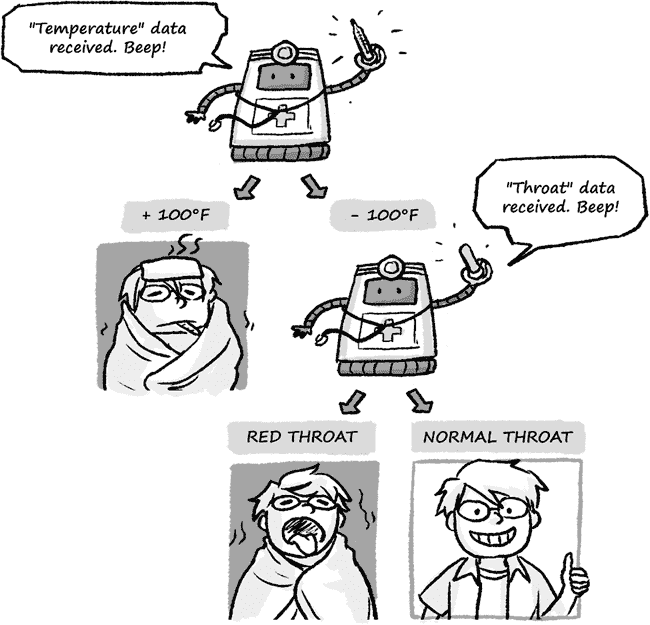 "Temperature" data
received. Beep!
+ 100°F
- 100°F
"Throat" data
received. Beep!
RED THROAT
NORMAL THROAT